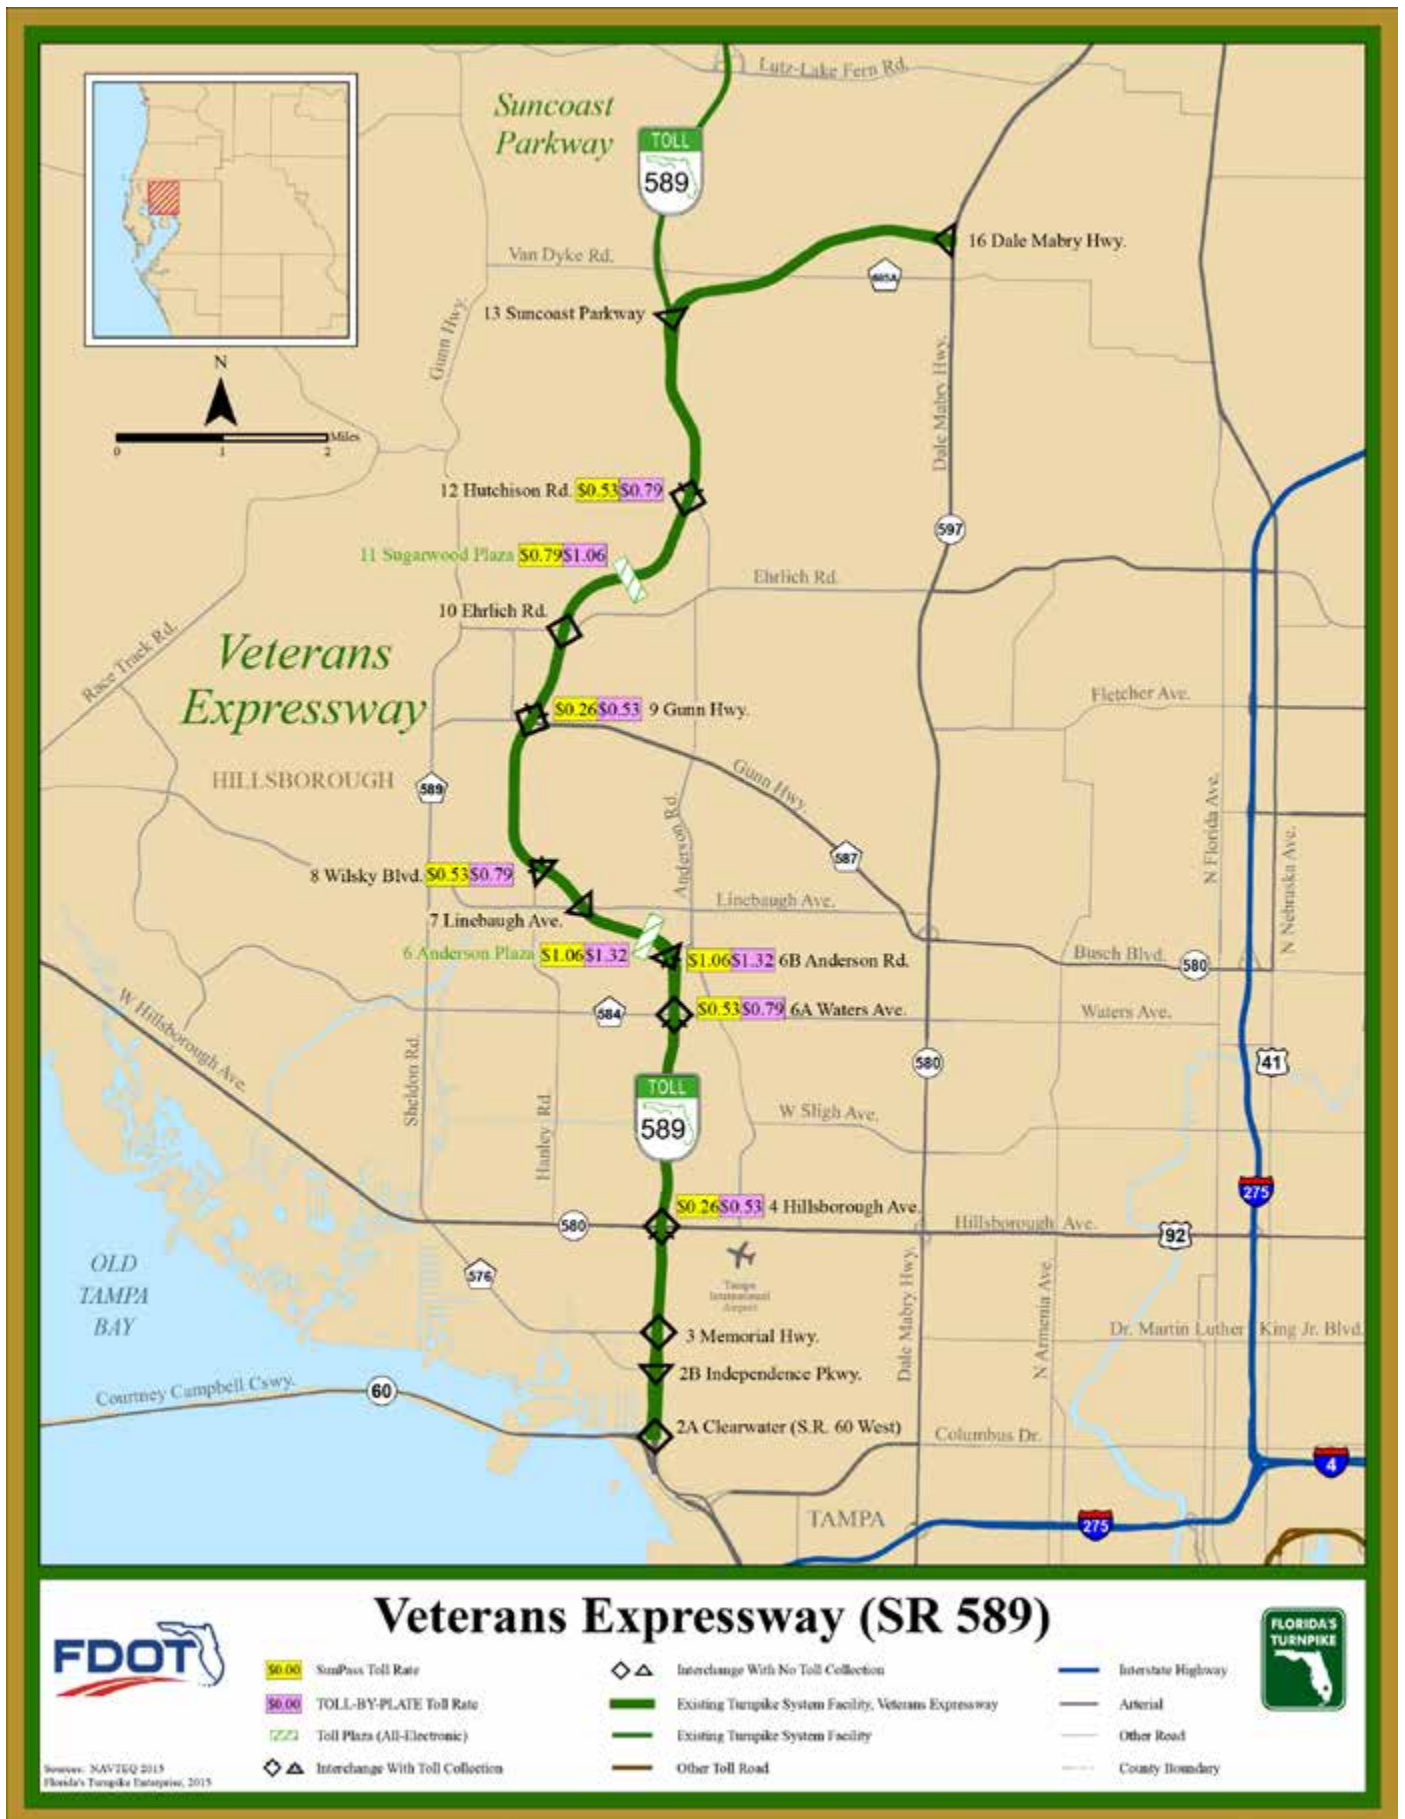 Lutz-Lake Fern Rd.
Suncoast
Parkway
TOLL
589
16 Dale Mabry Hwy.
Van Dyke Rd.
13 Suncoast Parkway
Gunn Hwy.
N
Miles
0 1 2
Dale Mabry Hwy.
12 Hutchison Rd. $0.53 $0.79
597
11 Sugarwood Plaza $0.79 $1.06
Ehrlich Rd.
10 Ehrlich Rd.
Race Track Rd.
Veterans
Expressway
Fletcher Ave.
$0.26 $0.53 9 Gunn Hwy.
HILLSBOROUGH
589
Gunn Hwy.
Anderson Rd.
N Florida Ave.
N Nebraska Ave.
587
8 Wilsky Blvd. $0.53 $0.79
Linebaugh Ave.
7 Linebaugh Ave.
6 Anderson Plaza $1.06 $1.32
$1.06 $1.32 6B Anderson Rd.
Busch Blvd.
580
W Hillsborough Ave.
584
$0.53 $0.79 6A Waters Ave.
Waters Ave.
Sheldon Rd.
580
41
TOLL
589
Hanley Rd.
W Sligh Ave.
275
$0.26 $0.53 4 Hillsborough Ave.
580
Hillsborough Ave.
92
OLD
TAMPA
BAY
576
Tampa
International
Airport
Dale Mabry Hwy.
N Armenia Ave.
3 Memorial Hwy.
Dr. Martin Luther King Jr. Blvd.
2B Independence Pkwy.
Courtney Campbell Cswy.
60
2A Clearwater (S.R. 60 West)
Columbus Dr.
4
TAMPA
275
Veterans Expressway (SR 589)
FDOT
FLORIDA'S
TURNPIKE
$0.00 SunPass Toll Rate
$0.00 TOLL-BY-PLATE Toll Rate
Toll Plaza (All-Electronic)
Interchange With Toll Collection
Interchange With No Toll Collection
Existing Turnpike System Facility, Veterans Expressway
Existing Turnpike System Facility
Other Toll Road
Interstate Highway
Arterial
Other Road
County Boundary
Sources: NAVTEQ 2015
Florida's Turnpike Enterprise, 2015